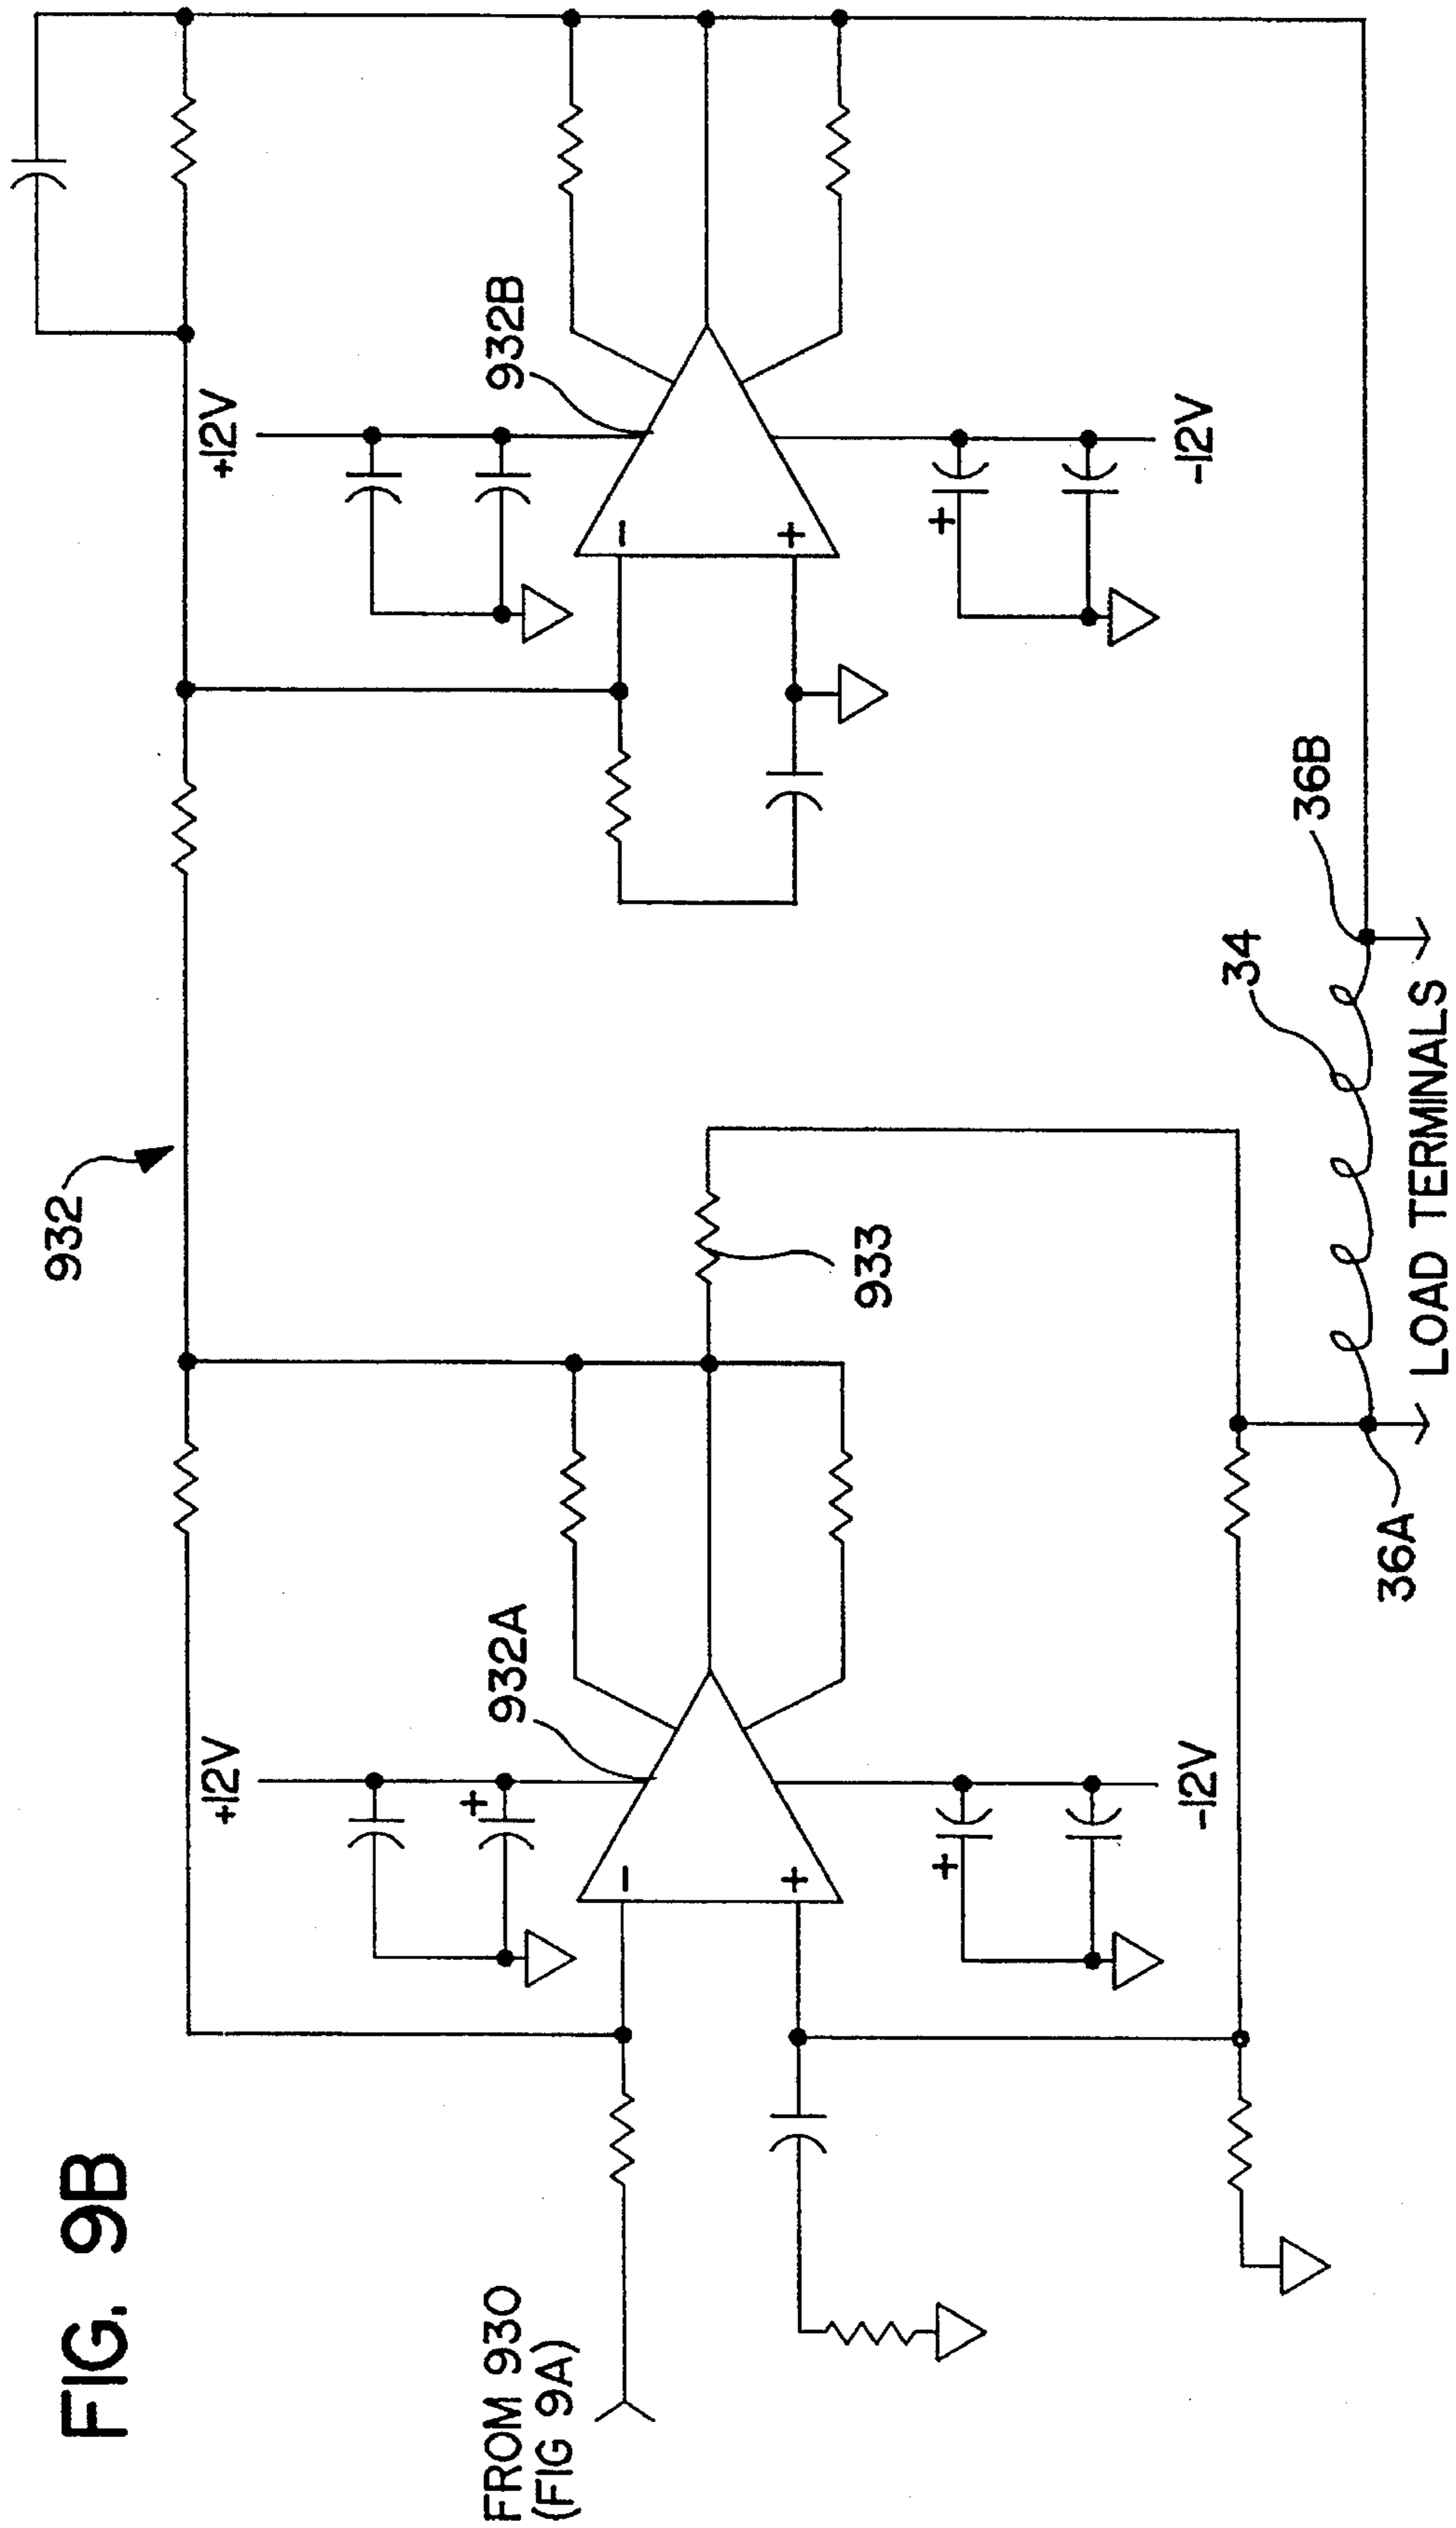 FIG. 9B
932
+12V
+12V
932A
932B
-
-
+
+
+
+
+
-12V
-12V
FROM 930
(FIG 9A)
933
34
36A
36B
LOAD TERMINALS